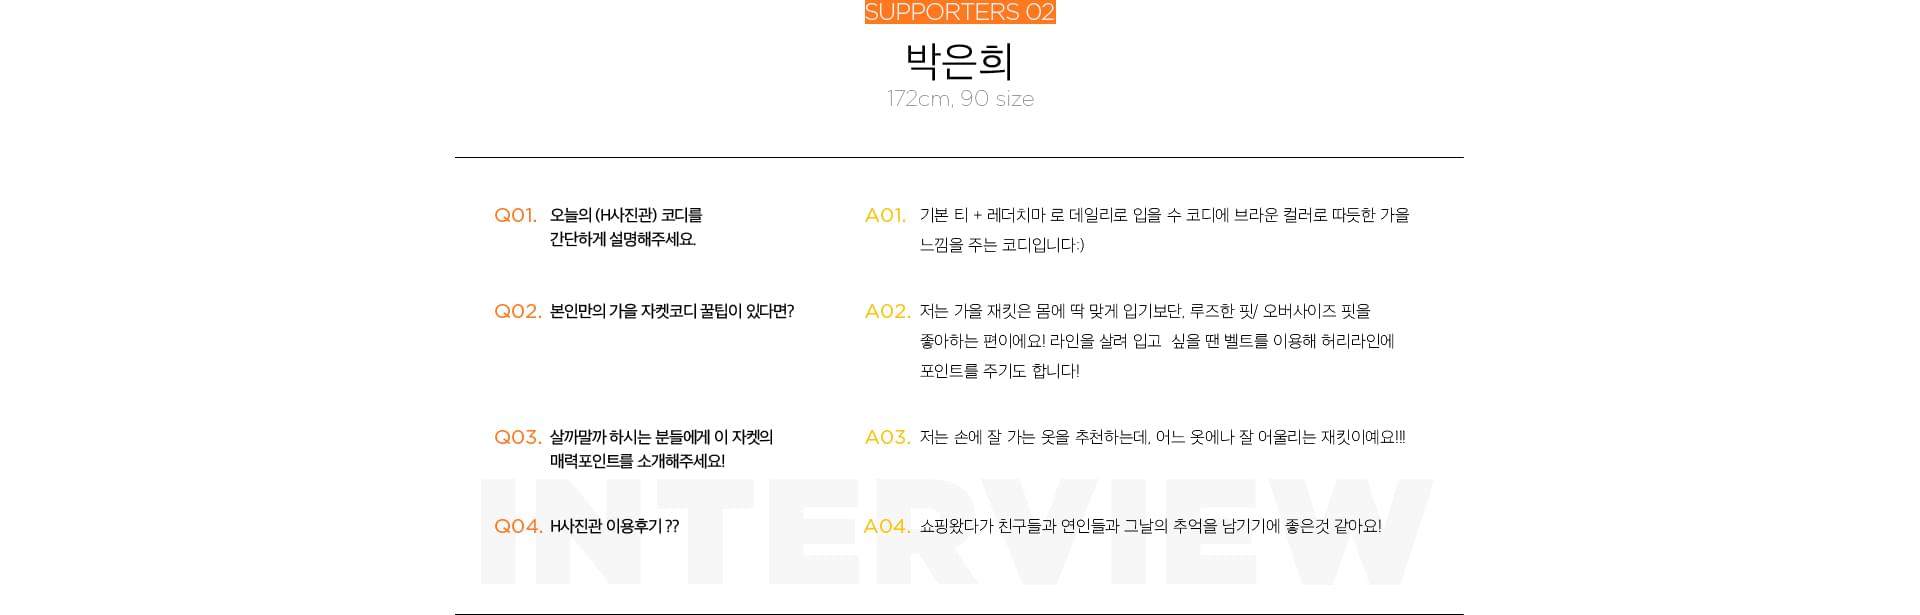 SUPPORTERS 02
박은희
172cm, 90 size
Q01. 오늘의 (H사진관) 코디를
간단하게 설명해주세요.
A01. 기본 티 + 레더치마 로 데일리로 입을 수 코디에 브라운 컬러로 따듯한 가을
느낌을 주는 코디입니다:)
Q02. 본인만의 가을 자켓코디 꿀팁이 있다면?
A02. 저는 가을 재킷은 몸에 딱 맞게 입기보단, 루즈한 핏/ 오버사이즈 핏을
좋아하는 편이에요! 라인을 살려 입고 싶을 땐 벨트를 이용해 허리라인에
포인트를 주기도 합니다!
Q03. 살까말까 하시는 분들에게 이 자켓의
매력포인트를 소개해주세요!
A03. 저는 손에 잘 가는 옷을 추천하는데, 어느 옷에나 잘 어울리는 재킷이예요!!!
Q04. H사진관 이용후기 ??
A04. 쇼핑왔다가 친구들과 연인들과 그날의 추억을 남기기에 좋은것 같아요!
INTERVIEW